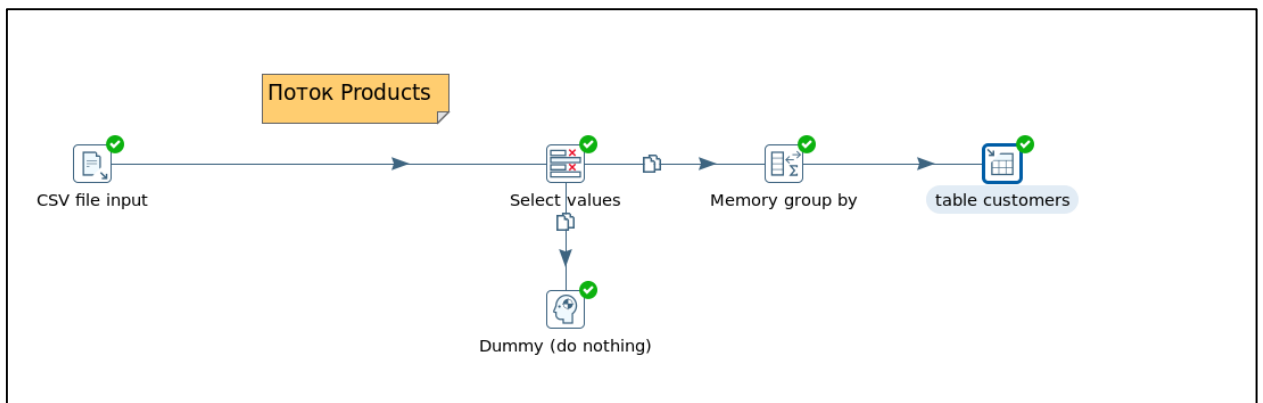 Поток Products
CSV file input
Select values
Memory group by
table customers
Dummy (do nothing)